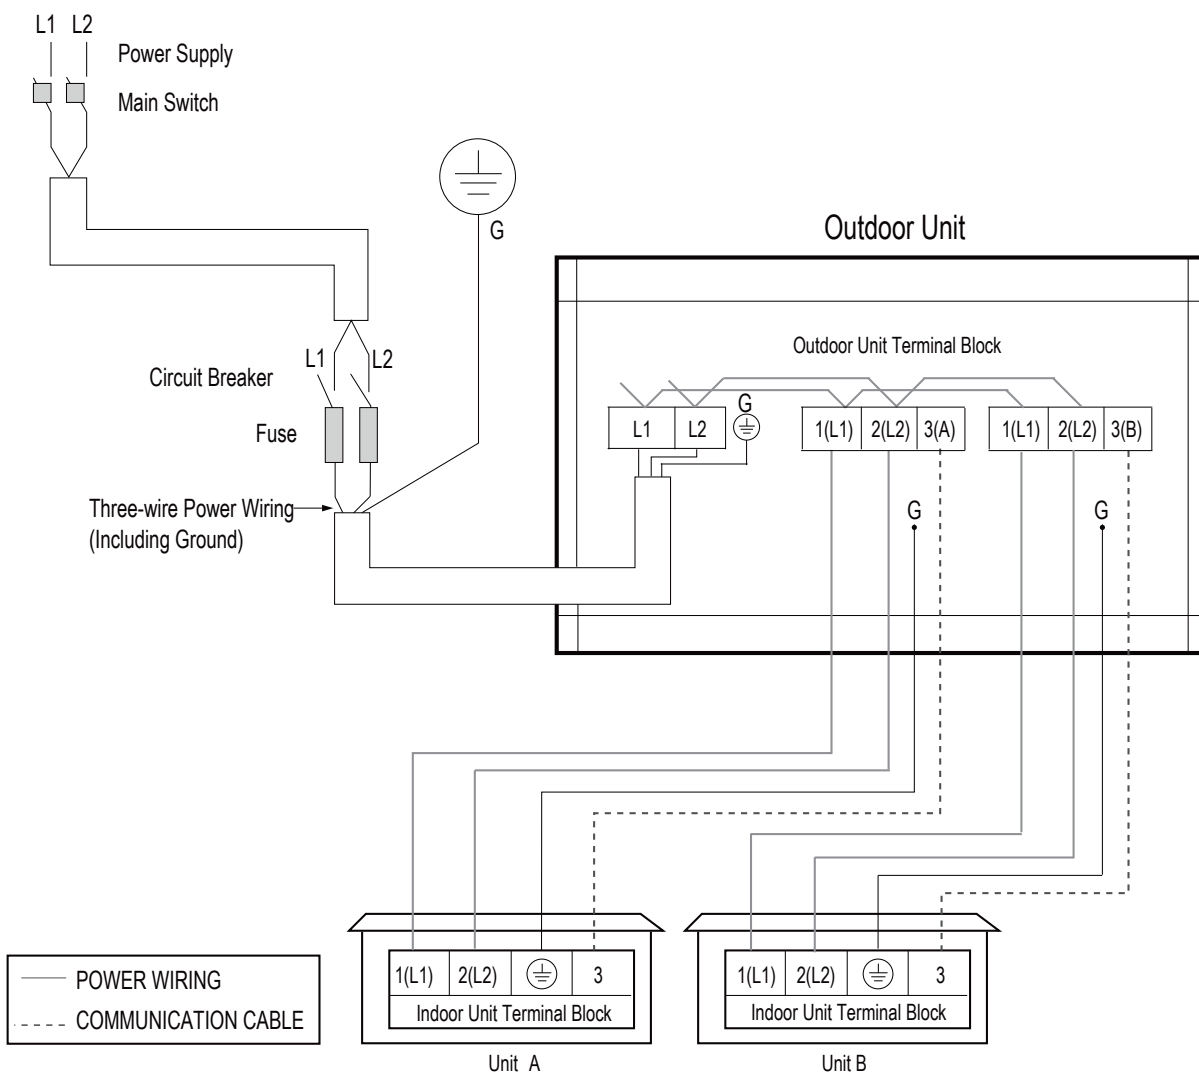 L1 L2
Power Supply
Main Switch
G
Outdoor Unit
Outdoor Unit Terminal Block
L1 L2
Circuit Breaker
Fuse
G
L1 L2
1(L1) 2(L2) 3(A)
1(L1) 2(L2) 3(B)
Three-wire Power Wiring
(Including Ground)
G
G
1(L1) 2(L2) 3
Indoor Unit Terminal Block
Unit A
1(L1) 2(L2) 3
Indoor Unit Terminal Block
Unit B
POWER WIRING
COMMUNICATION CABLE